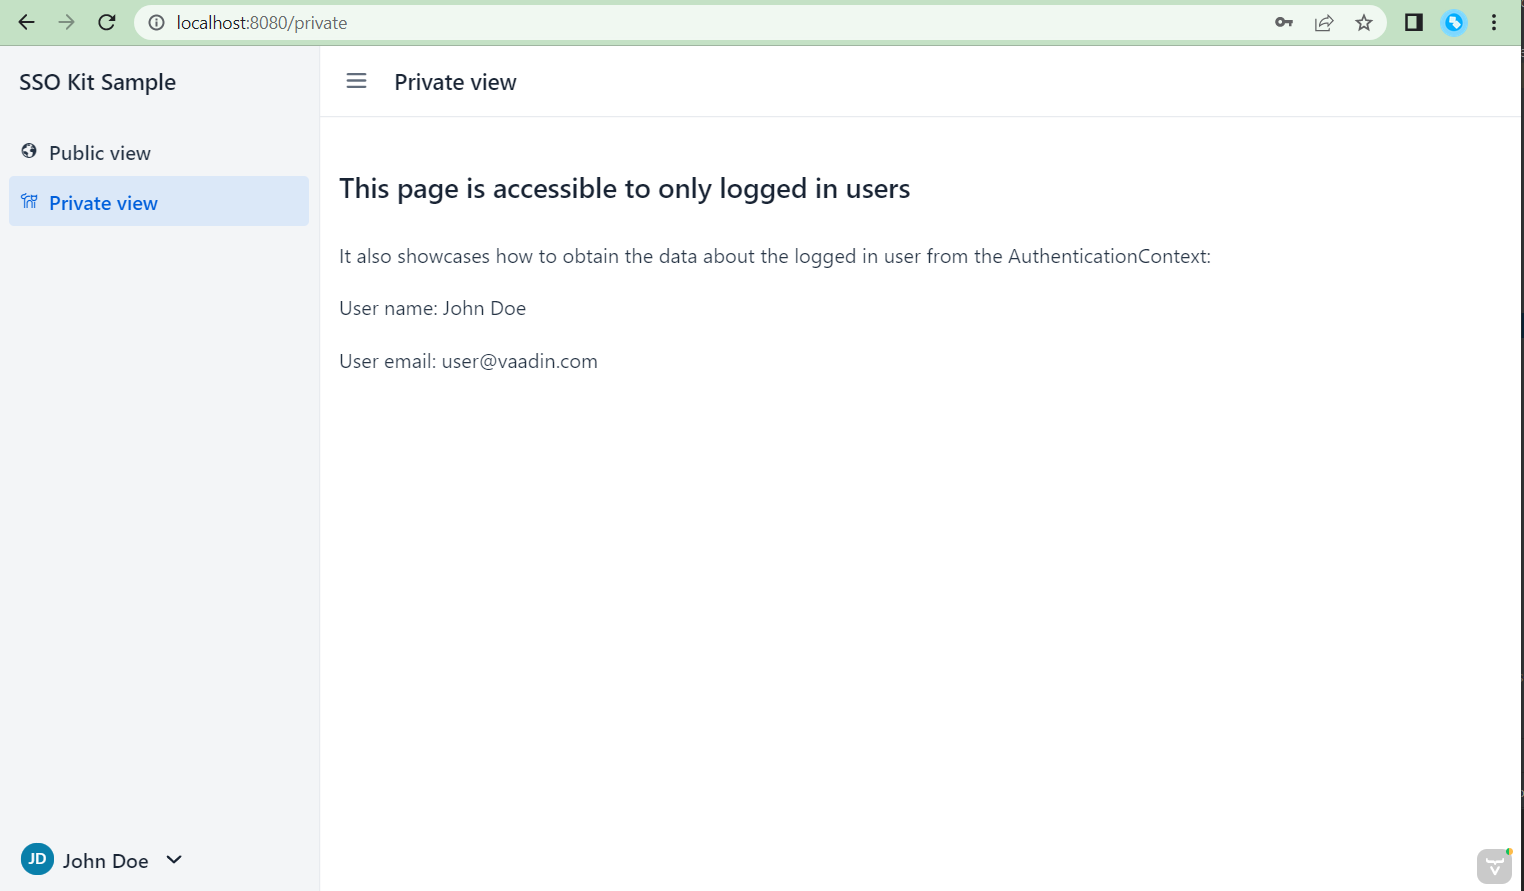 localhost:8080/private
SSO Kit Sample
Private view
Public view
Private view
This page is accessible to only logged in users
It also showcases how to obtain the data about the logged in user from the AuthenticationContext:
User name: John Doe
User email: user@vaadin.com
JD John Doe